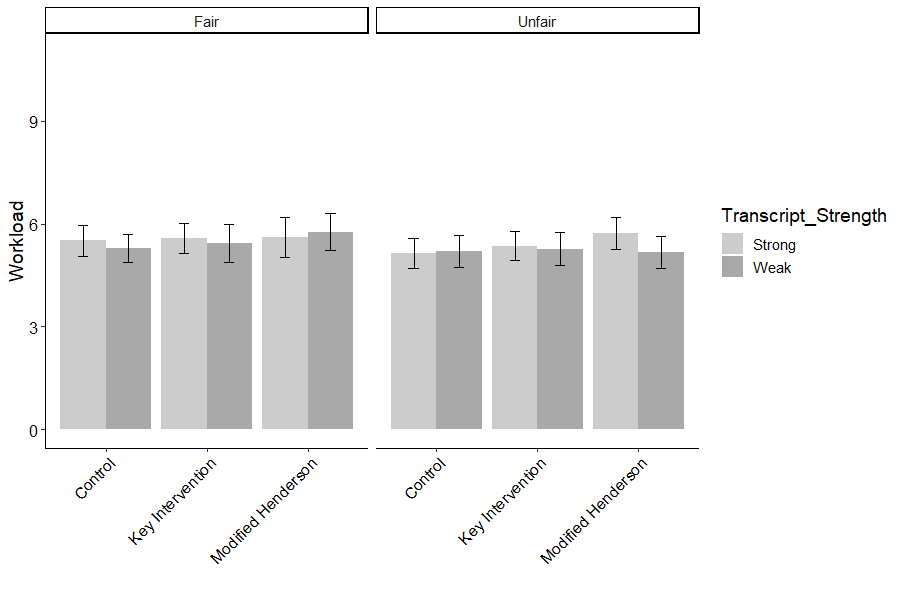 Fair
Unfair
Workload
9
6
3
0
Control
Key Intervention
Modified Henderson
Control
Key Intervention
Modified Henderson
Transcript_Strength
Strong
Weak